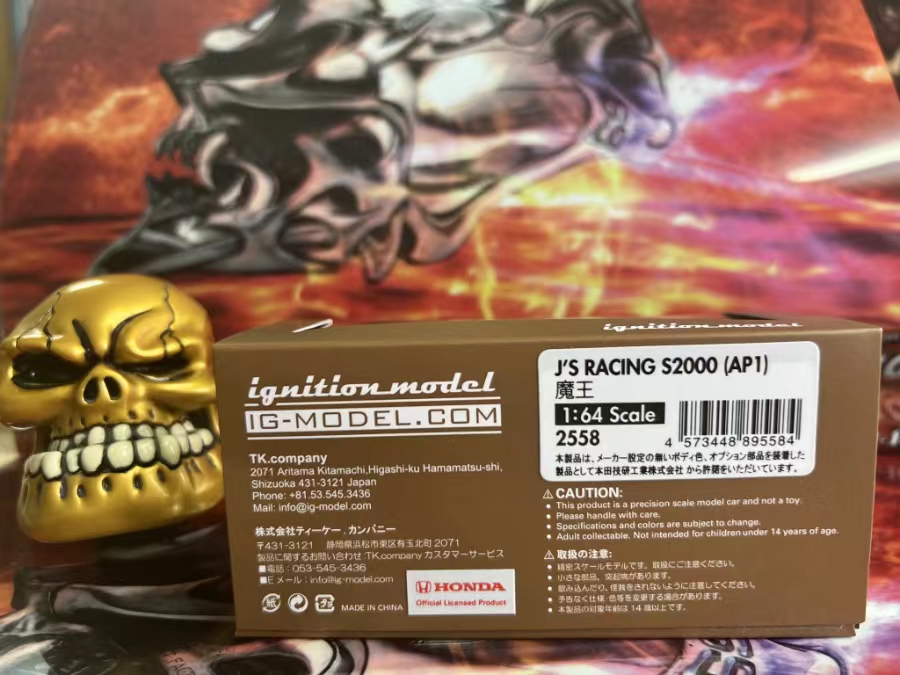 ignition model
ignition model
IG-MODEL.COM
TK.company
2071 Aritama Kitamachi,Higashi-ku Hamamatsu-shi,
Shizuoka 431-3121 Japan
Phone: +81.53.545.3436
Mail: info@ig-model.com
株式会社ティーケー.カンパニー
〒431-3121 静岡県浜松市東区有玉北町2071
製品に関するお問い合わせ:TK.company カスタマーサービス
■電話: 053-545-3436
■Eメール: info@ig-model.com
MADE IN CHINA
HONDA
Official Licensed Product
J'S RACING S2000 (AP1)
魔王
1:64 Scale
2558
4 573448 895584
本製品は、メーカー設定の無いボディ色、オプション部品を装着した
製品として本田技研工業株式会社 から許諾をいただいています。
⚠CAUTION:
• This product is a precision scale model car and not a toy.
• Please handle with care.
• Specifications and colors are subject to change.
• Adult collectable. Not intended for children under 14 years of age.
⚠取扱の注意:
• 精密スケールモデルです。取扱にご注意ください。
• 小さな部品、突起物があります。
• 飲み込んだり、怪我をされないように注意してください。
• 予告なく仕様·色等を変更する場合があります。
• 本製品の対象年齢は14歳以上です。